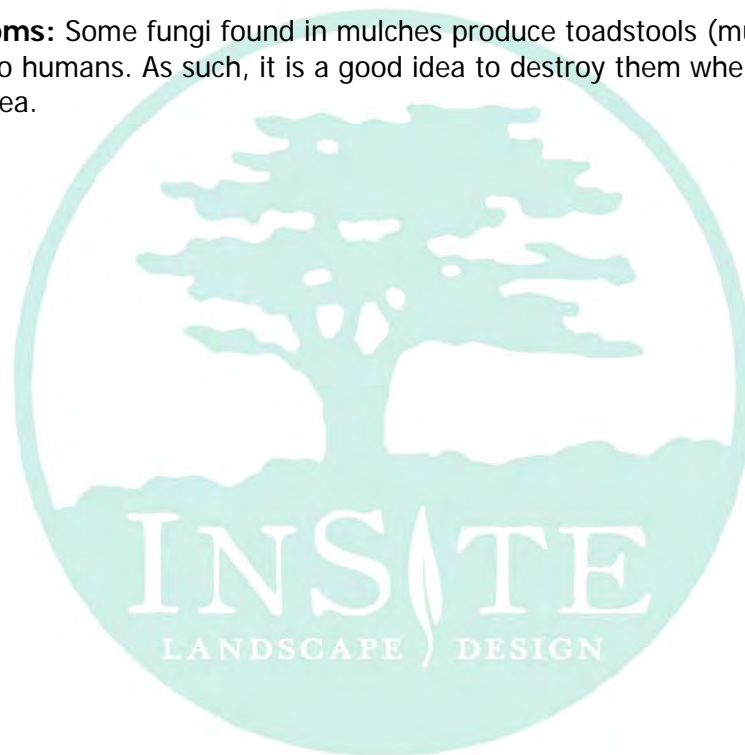 oms: Some fungi found in mulches produce toadstools (mu
o humans. As such, it is a good idea to destroy them whe
ea.
INSITE
LANDSCAPE DESIGN